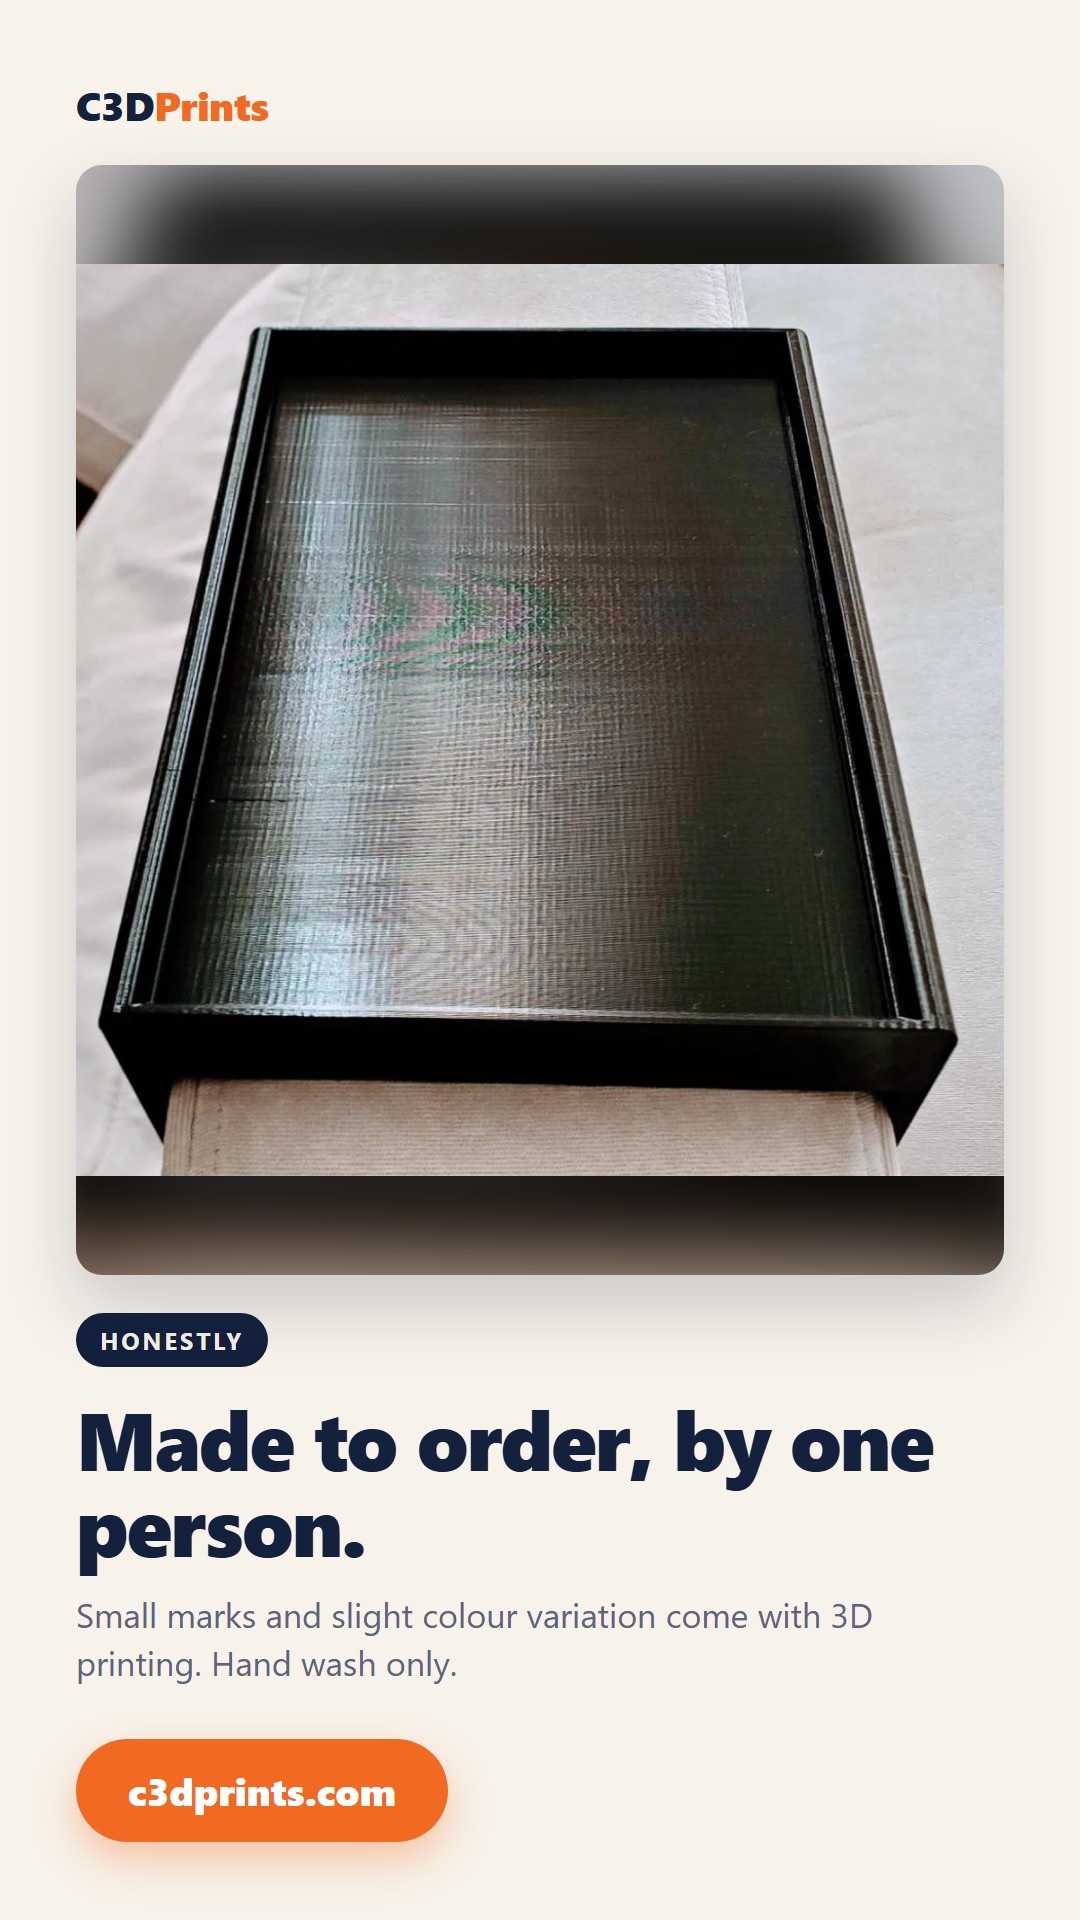 C3DPrints
HONESTLY
Made to order, by one
person.
Small marks and slight colour variation come with 3D
printing. Hand wash only.
c3dprints.com